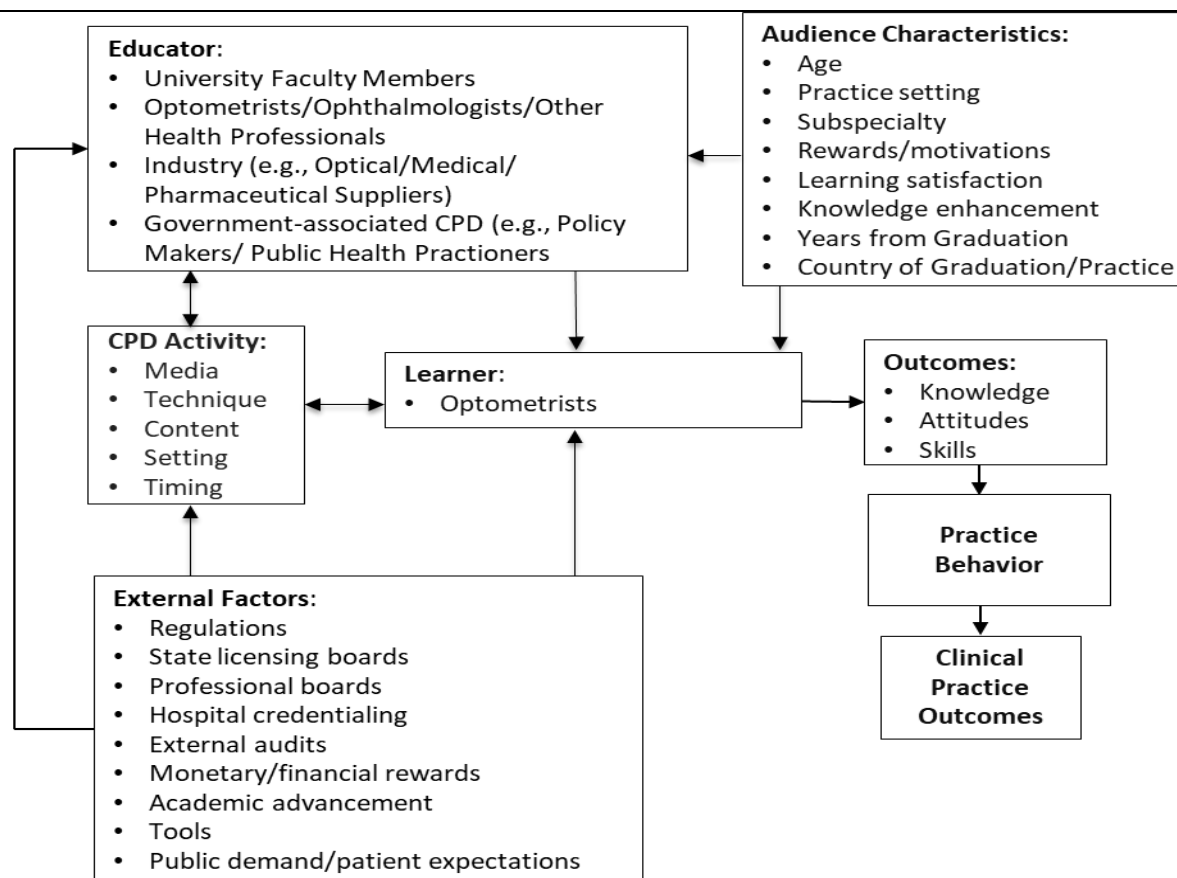 Educator:
• University Faculty Members
• Optometrists/Ophthalmologists/Other
Health Professionals
• Industry (e.g., Optical/Medical/
Pharmaceutical Suppliers)
• Government-associated CPD (e.g., Policy
Makers/ Public Health Practioners
Audience Characteristics:
• Age
• Practice setting
• Subspecialty
• Rewards/motivations
• Learning satisfaction
• Knowledge enhancement
• Years from Graduation
• Country of Graduation/Practice
CPD Activity:
• Media
• Technique
• Content
• Setting
• Timing
Learner:
• Optometrists
Outcomes:
• Knowledge
• Attitudes
• Skills
Practice
Behavior
Clinical
Practice
Outcomes
External Factors:
• Regulations
• State licensing boards
• Professional boards
• Hospital credentialing
• External audits
• Monetary/financial rewards
• Academic advancement
• Tools
• Public demand/patient expectations